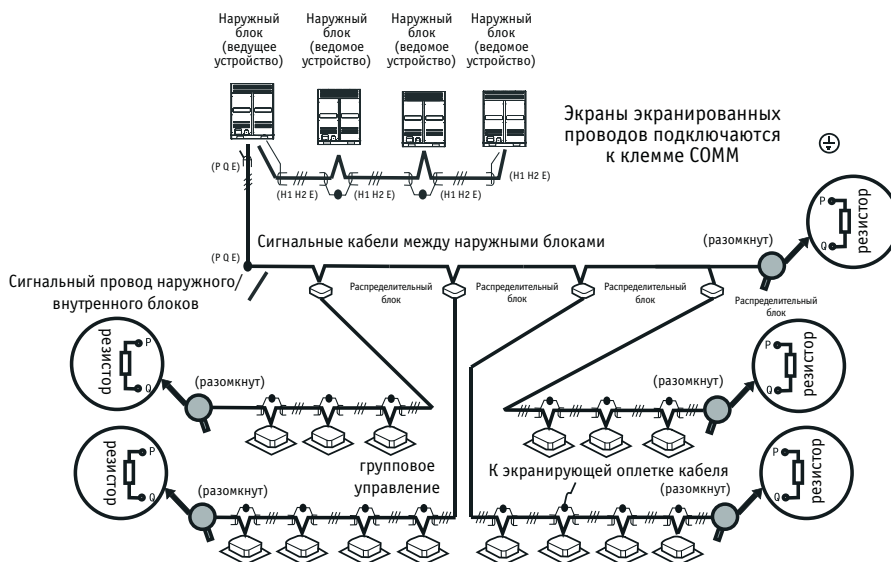 Наружный
блок
(ведущее
устройство)
Наружный
блок
(ведомое
устройство)
Наружный
блок
(ведомое
устройство)
Наружный
блок
(ведомое
устройство)
Экраны экранированных
проводов подключаются
к клемме COMM
(P Q E)
(H1 H2 E)
(H1 H2 E)
(H1 H2 E)
(H1 H2 E)
P
Q
резистор
(P Q E)
Сигнальные кабели между наружными блоками
(разомкнут)
Сигнальный провод наружного/
внутренного блоков
Распределительный
блок
Распределительный
блок
Распределительный
блок
Распределительный
блок
резистор
P
Q
(разомкнут)
(разомкнут)
P
Q
резистор
групповое
управление
К экранирующей оплетке кабеля
резистор
P
Q
(разомкнут)
(разомкнут)
P
Q
резистор